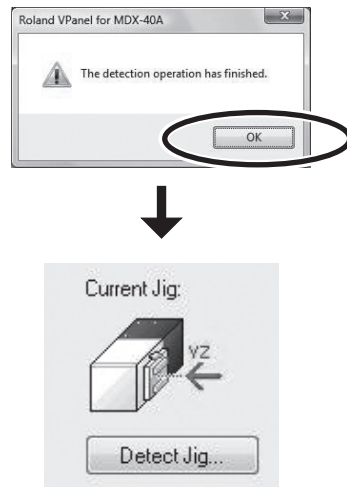 Roland VPanel for MDX-40A
The detection operation has finished.
OK
Current Jig:
YZ
Detect Jig...